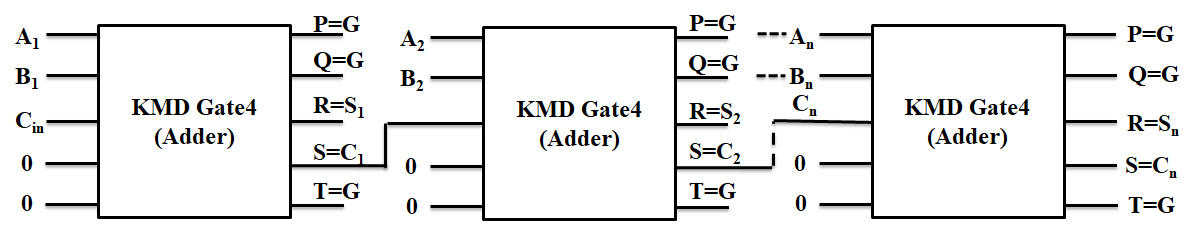 A1
B1
Cin
0
0
KMD Gate4
(Adder)
P=G
Q=G
R=S1
S=C1
T=G
A2
B2
0
0
KMD Gate4
(Adder)
P=G
Q=G
R=S2
S=C2
T=G
An
Bn
Cn
0
0
KMD Gate4
(Adder)
P=G
Q=G
R=Sn
S=Cn
T=G